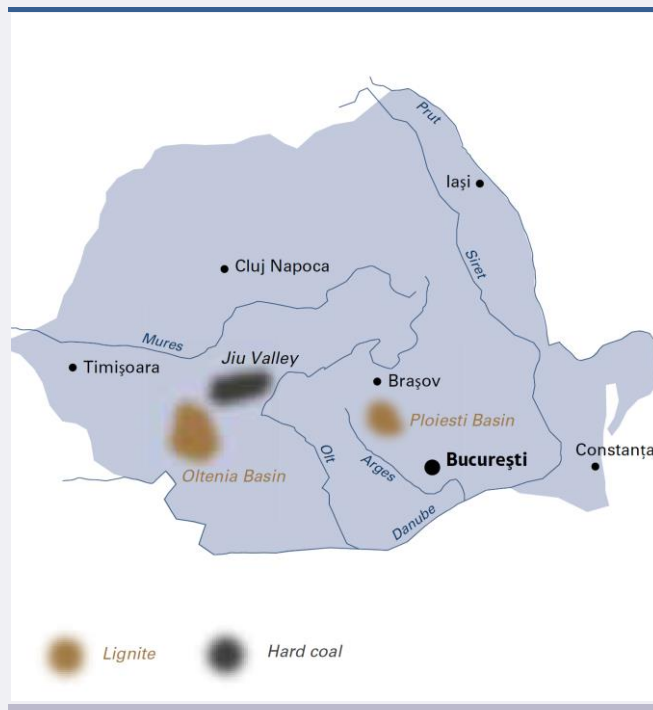 Prut
Iași
Siret
Cluj Napoca
Mures
Jiu Valley
Timișoara
Brașov
Ploiesti Basin
Olt
Arges
București
Constanța
Oltenia Basin
Danube
Lignite
Hard coal